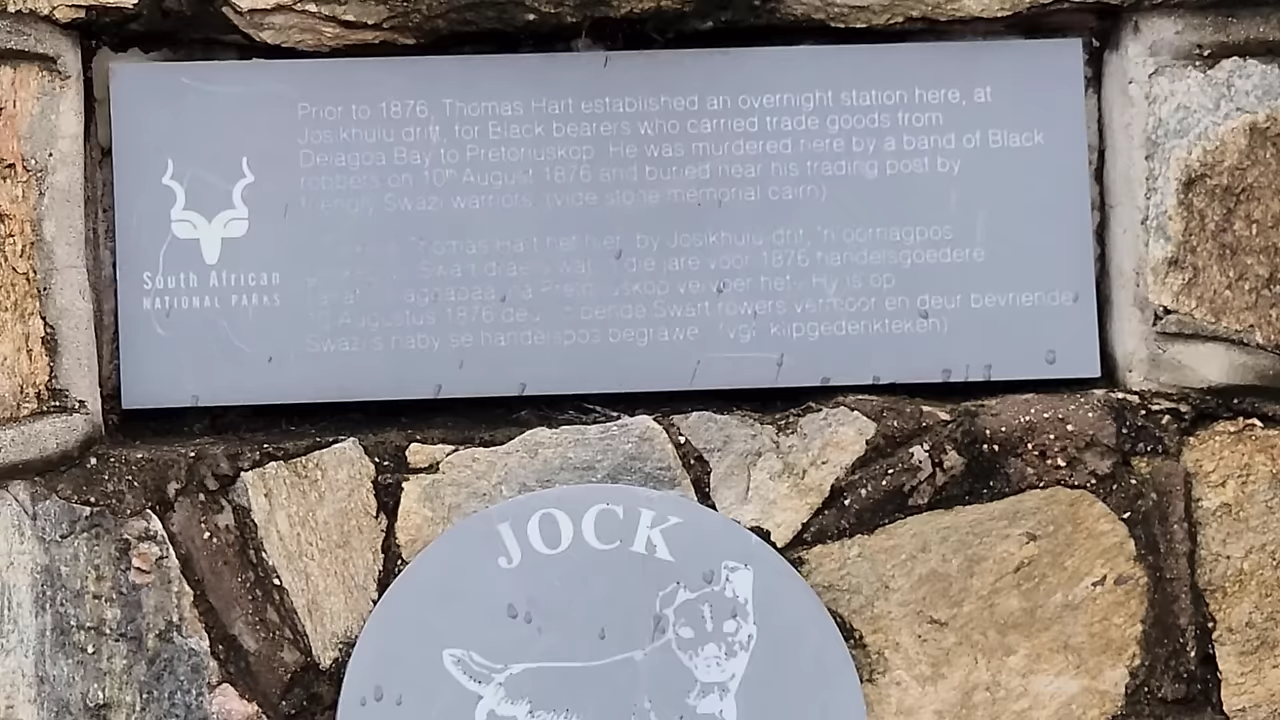 Prior to 1876, Thomas Hart established an overnight station here, at
Josikhulu drift, for Black bearers who carried trade goods from
Delagoa Bay to Pretoriuskop. He was murdered here by a band of Black
robbers on 10th August 1876 and buried near his trading post by
friendly Swazi warriors. (vide stone memorial cairn)
Thomas Hart het hier, by Josikhulu-drif, 'n oornagpos
Swart draers wat die jare voor 1876 handelsgoedere
na Pretoriuskop vervoer het. Hy is op
10 Augustus 1876 deur 'n bende Swart rowers vermoor en deur bevriende
Swazi's naby se handelspos begrawe. (vgl. klipgedenkteken)
South African
NATIONAL PARKS
JOCK